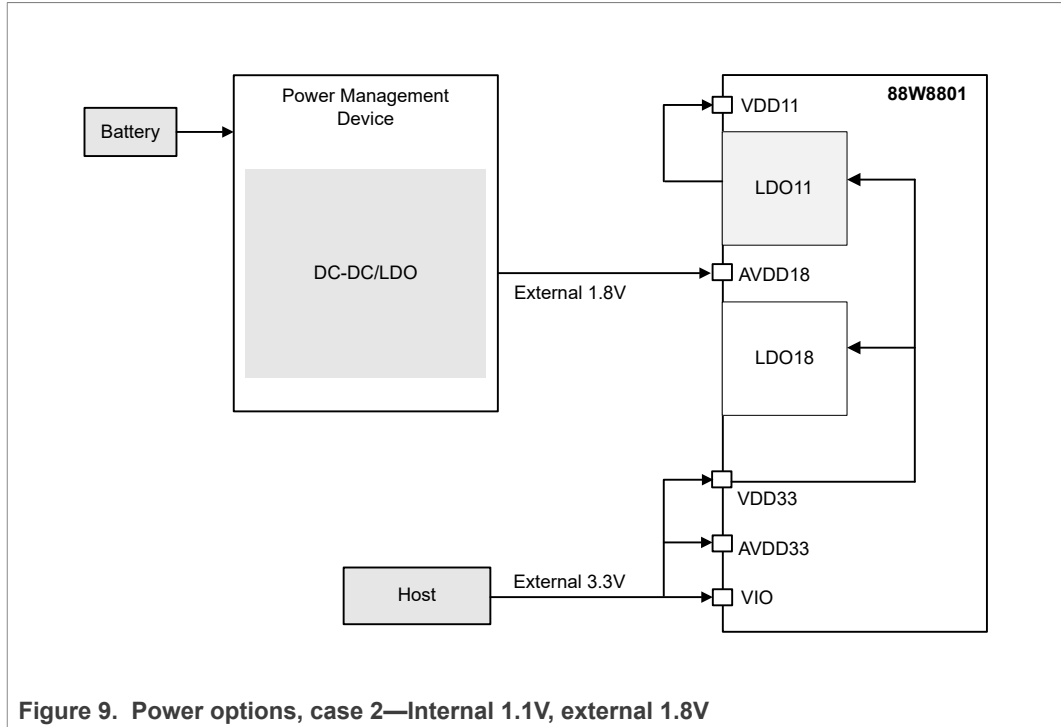 Power Management
Device
88W8801
VDD11
Battery
LDO11
DC-DC/LDO
AVDD18
External 1.8V
LDO18
VDD33
AVDD33
External 3.3V
Host
VIO
Figure 9. Power options, case 2—Internal 1.1V, external 1.8V